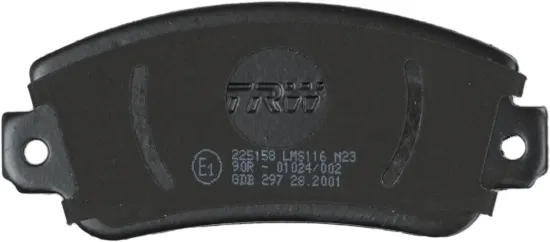 TRW
E1
225158 LMS116 N23
90R - 01024/002
GDB 297 28.2001